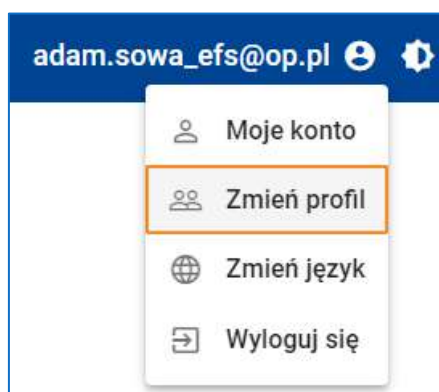 adam.sowa_efs@op.pl
Moje konto
Zmień profil
Zmień język
Wyloguj się